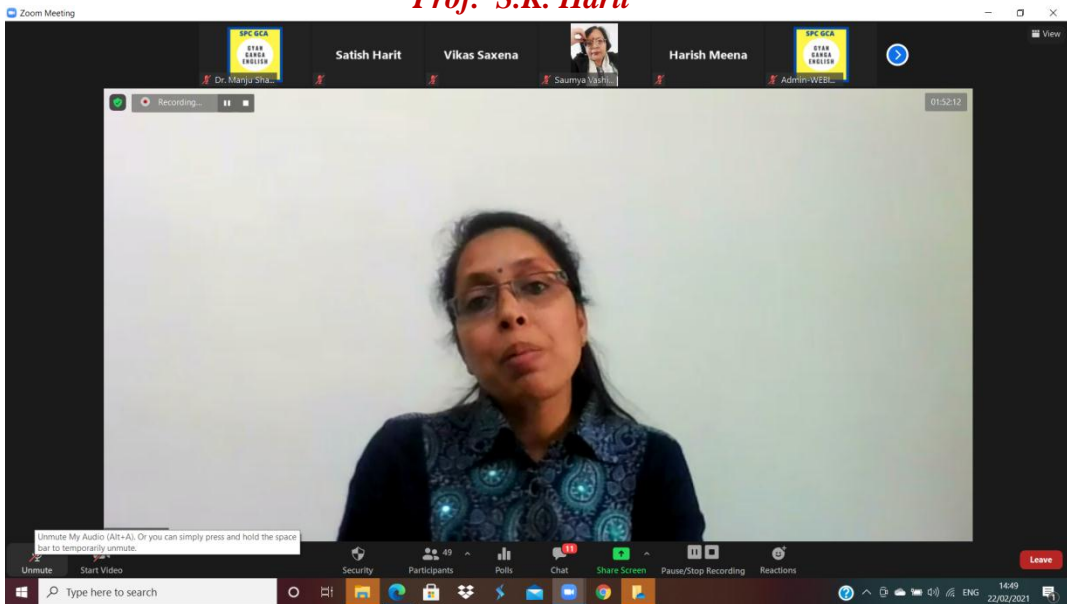 Prof. S.K. Harit
Zoom Meeting
View
SPC GCA
GYAN
GANGA
ENGLISH
Dr. Manju Sha...
Satish Harit
Vikas Saxena
Saumya Vashi...
Harish Meena
SPC GCA
GYAN
GANGA
ENGLISH
Admin-WEBI...
Recording...
01:52:12
Unmute My Audio (Alt+A). Or you can simply press and hold the space
bar to temporarily unmute.
Unmute
Start Video
Security
49
Participants
Polls
11
Chat
Share Screen
Pause/Stop Recording
Reactions
Leave
Type here to search
ENG
14:49
22/02/2021